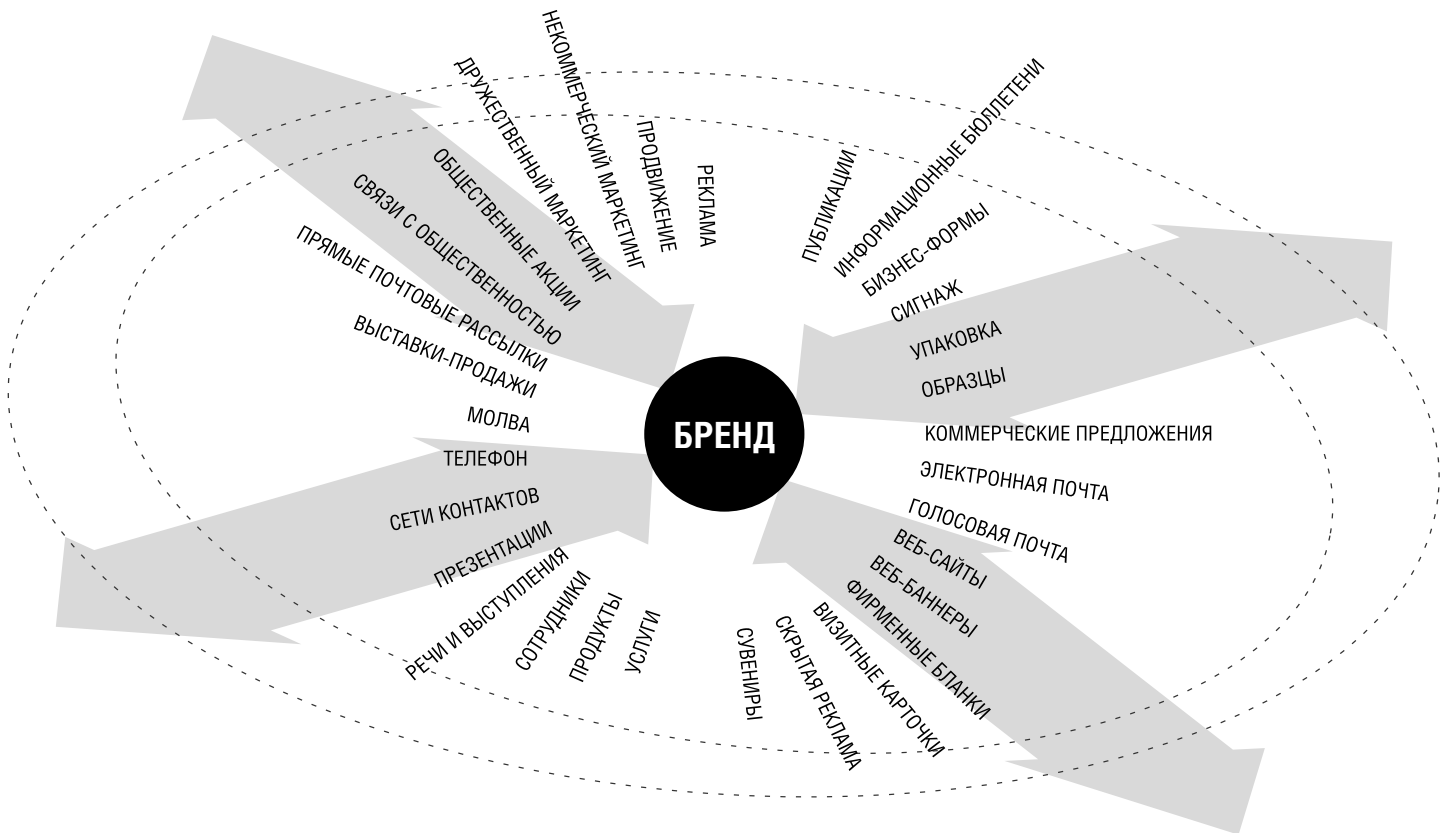 НЕКОММЕРЧЕСКИЙ МАРКЕТИНГ
ДРУЖЕСТВЕННЫЙ МАРКЕТИНГ
ПРОДВИЖЕНИЕ
РЕКЛАМА
ПУБЛИКАЦИИ
ИНФОРМАЦИОННЫЕ БЮЛЛЕТЕНИ
БИЗНЕС-ФОРМЫ
СИГНАЖ
УПАКОВКА
ОБРАЗЦЫ
КОММЕРЧЕСКИЕ ПРЕДЛОЖЕНИЯ
ЭЛЕКТРОННАЯ ПОЧТА
ГОЛОСОВАЯ ПОЧТА
ВЕБ-САЙТЫ
ВЕБ-БАННЕРЫ
ФИРМЕННЫЕ БЛАНКИ
ВИЗИТНЫЕ КАРТОЧКИ
СКРЫТАЯ РЕКЛАМА
СУВЕНИРЫ
УСЛУГИ
ПРОДУКТЫ
СОТРУДНИКИ
РЕЧИ И ВЫСТУПЛЕНИЯ
ПРЕЗЕНТАЦИИ
СЕТИ КОНТАКТОВ
ТЕЛЕФОН
МОЛВА
ВЫСТАВКИ-ПРОДАЖИ
ПРЯМЫЕ ПОЧТОВЫЕ РАССЫЛКИ
СВЯЗИ С ОБЩЕСТВЕННОСТЬЮ
ОБЩЕСТВЕННЫЕ АКЦИИ
БРЕНД